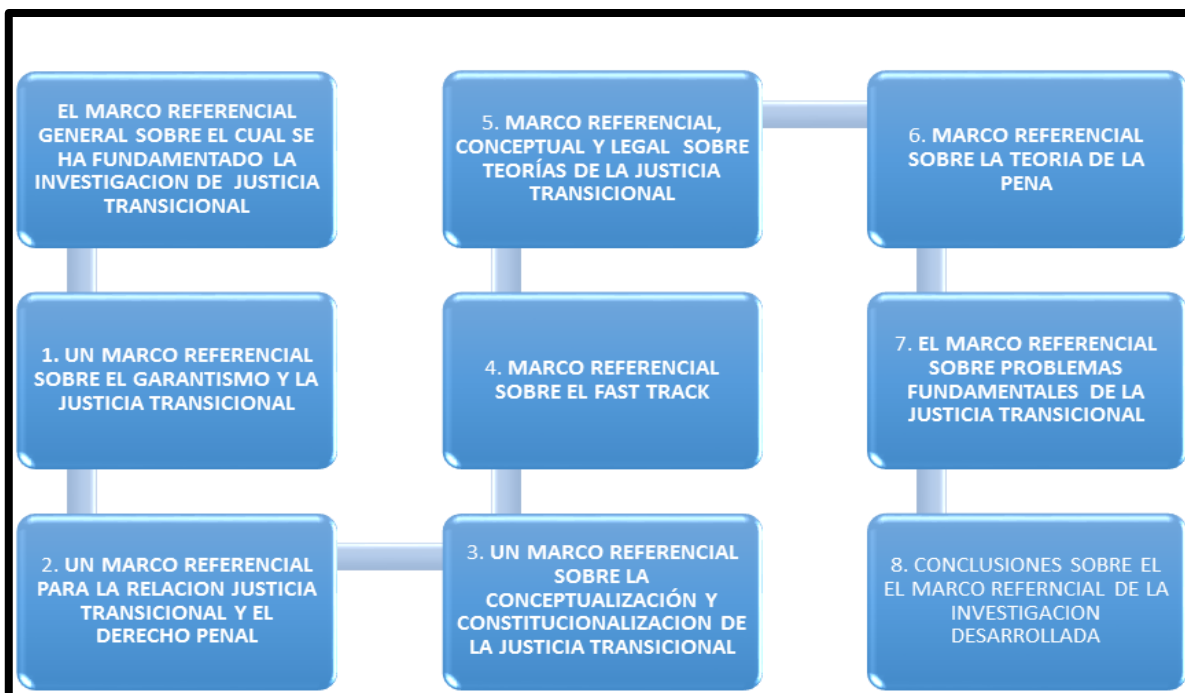 EL MARCO REFERENCIAL
GENERAL SOBRE EL CUAL SE
HA FUNDAMENTADO LA
INVESTIGACION DE JUSTICIA
TRANSICIONAL
1. UN MARCO REFERENCIAL
SOBRE EL GARANTISMO Y LA
JUSTICIA TRANSICIONAL
2. UN MARCO REFERENCIAL
PARA LA RELACION JUSTICIA
TRANSICIONAL Y EL
DERECHO PENAL
3. UN MARCO REFERENCIAL
SOBRE LA
CONCEPTUALIZACIÓN Y
CONSTITUCIONALIZACION DE
LA JUSTICIA TRANSICIONAL
4. MARCO REFERENCIAL
SOBRE EL FAST TRACK
5. MARCO REFERENCIAL,
CONCEPTUAL Y LEGAL SOBRE
TEORÍAS DE LA JUSTICIA
TRANSICIONAL
6. MARCO REFERENCIAL
SOBRE LA TEORIA DE LA
PENA
7. EL MARCO REFERENCIAL
SOBRE PROBLEMAS
FUNDAMENTALES DE LA
JUSTICIA TRANSICIONAL
8. CONCLUSIONES SOBRE EL
EL MARCO REFERNCIAL DE LA
INVESTIGACION
DESARROLLADA